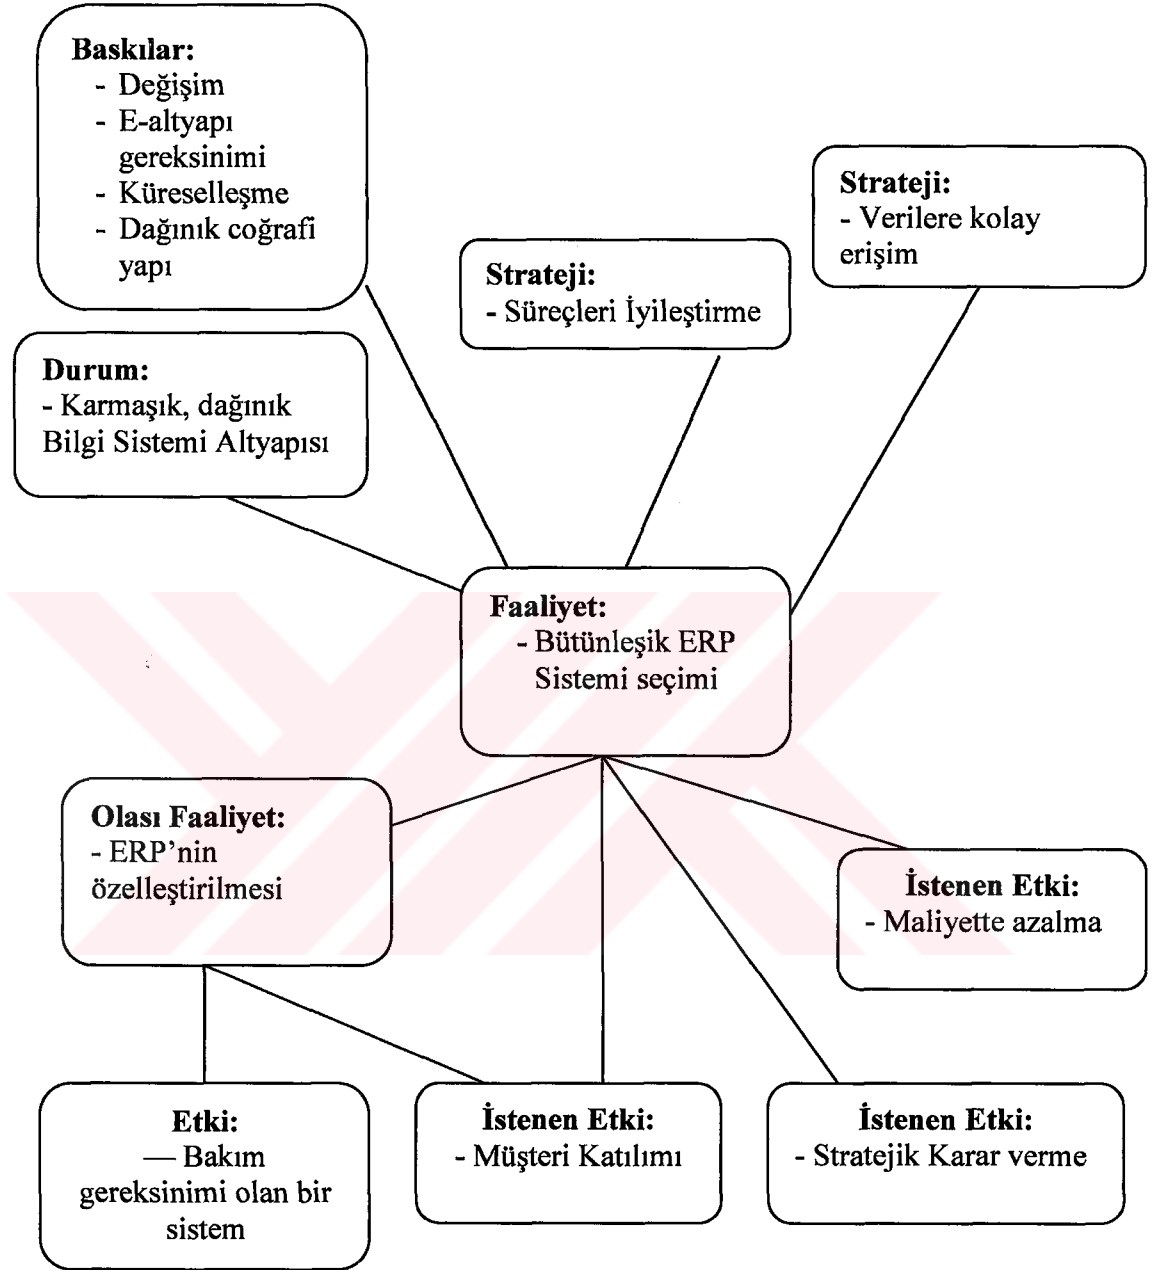 Baskılar:
- Değişim
- E-altyapı
gereksinimi
- Küreselleşme
- Dağınık coğrafi
yapı
Strateji:
- Verilere kolay
erişim
Strateji:
- Süreçleri İyileştirme
Durum:
- Karmaşık, dağınık
Bilgi Sistemi Altyapısı
Faaliyet:
- Bütünleşik ERP
Sistemi seçimi
Olası Faaliyet:
- ERP’nin
özelleştirilmesi
İstenen Etki:
- Maliyette azalma
Etki:
— Bakım
gereksinimi olan bir
sistem
İstenen Etki:
- Müşteri Katılımı
İstenen Etki:
- Stratejik Karar verme